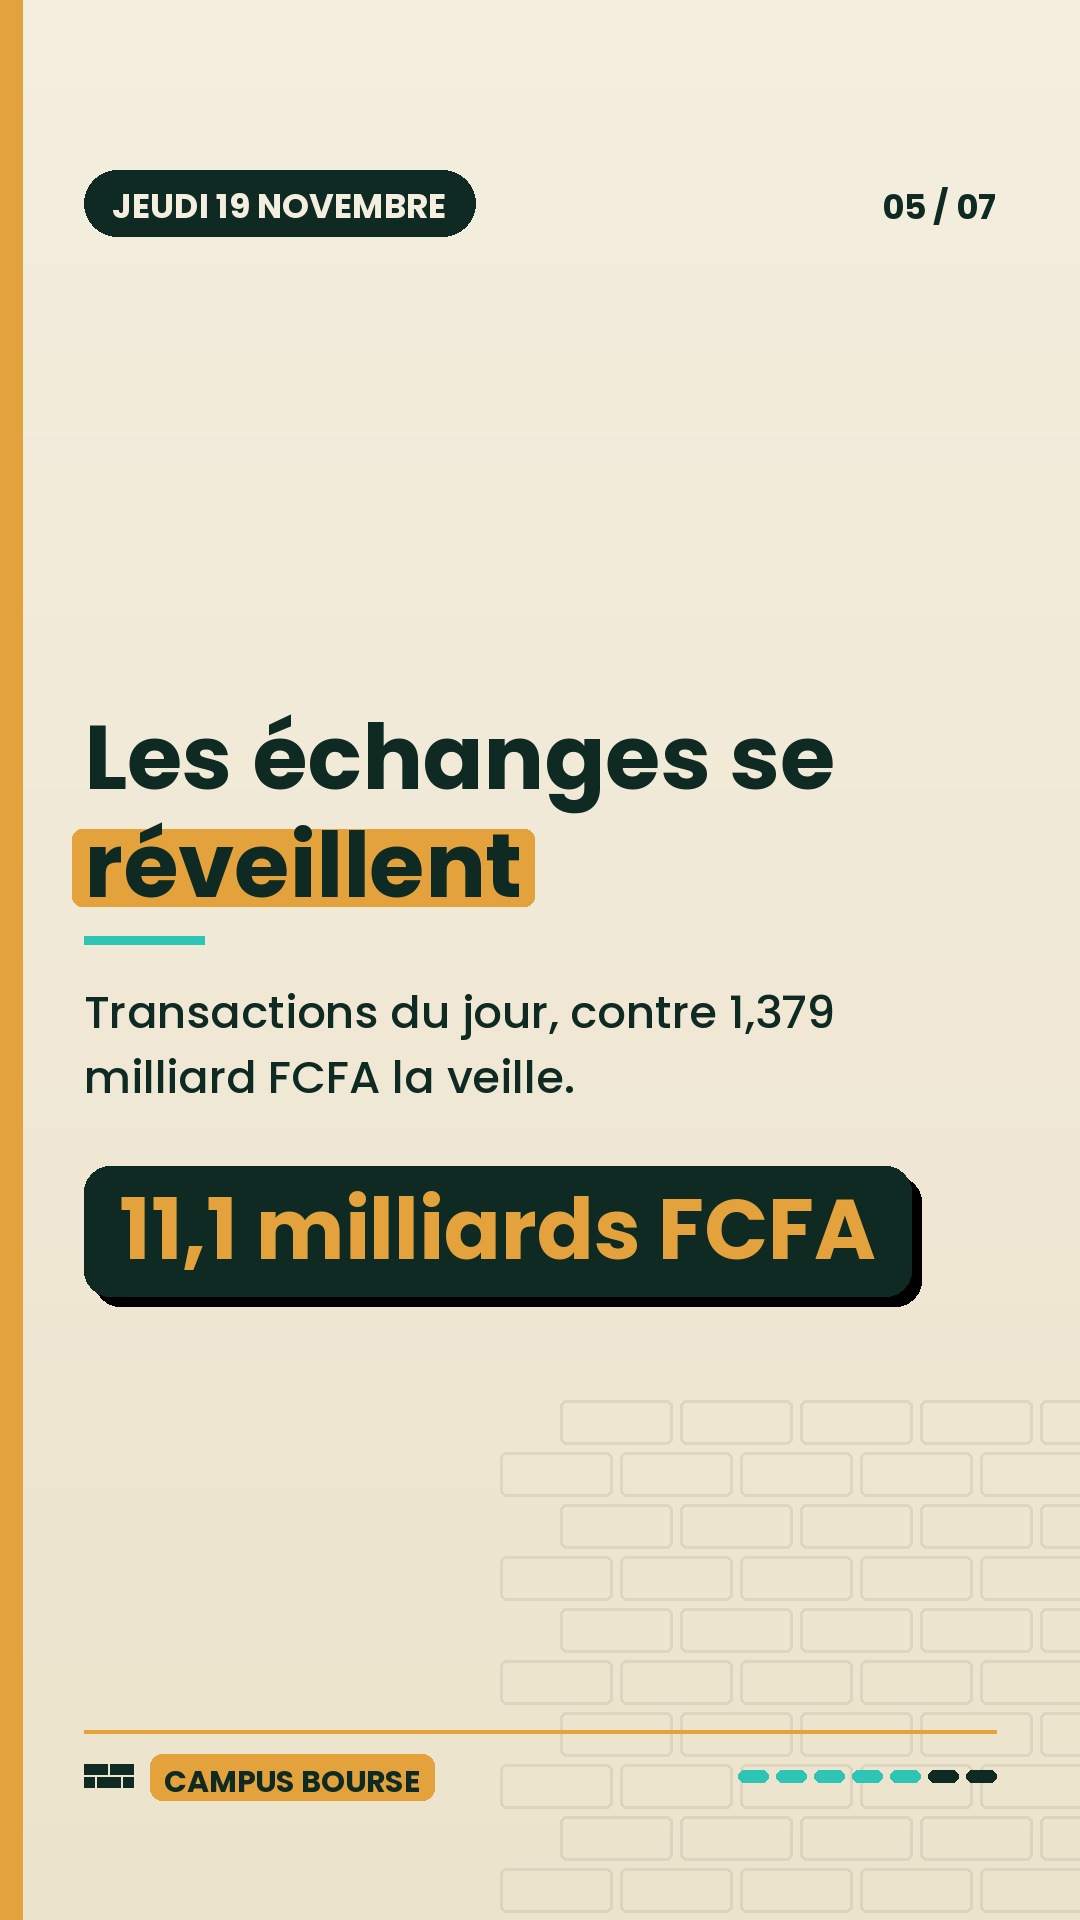 JEUDI 19 NOVEMBRE
05 / 07
Les échanges se
réveillent
Transactions du jour, contre 1,379
milliard FCFA la veille.
11,1 milliards FCFA
CAMPUS BOURSE